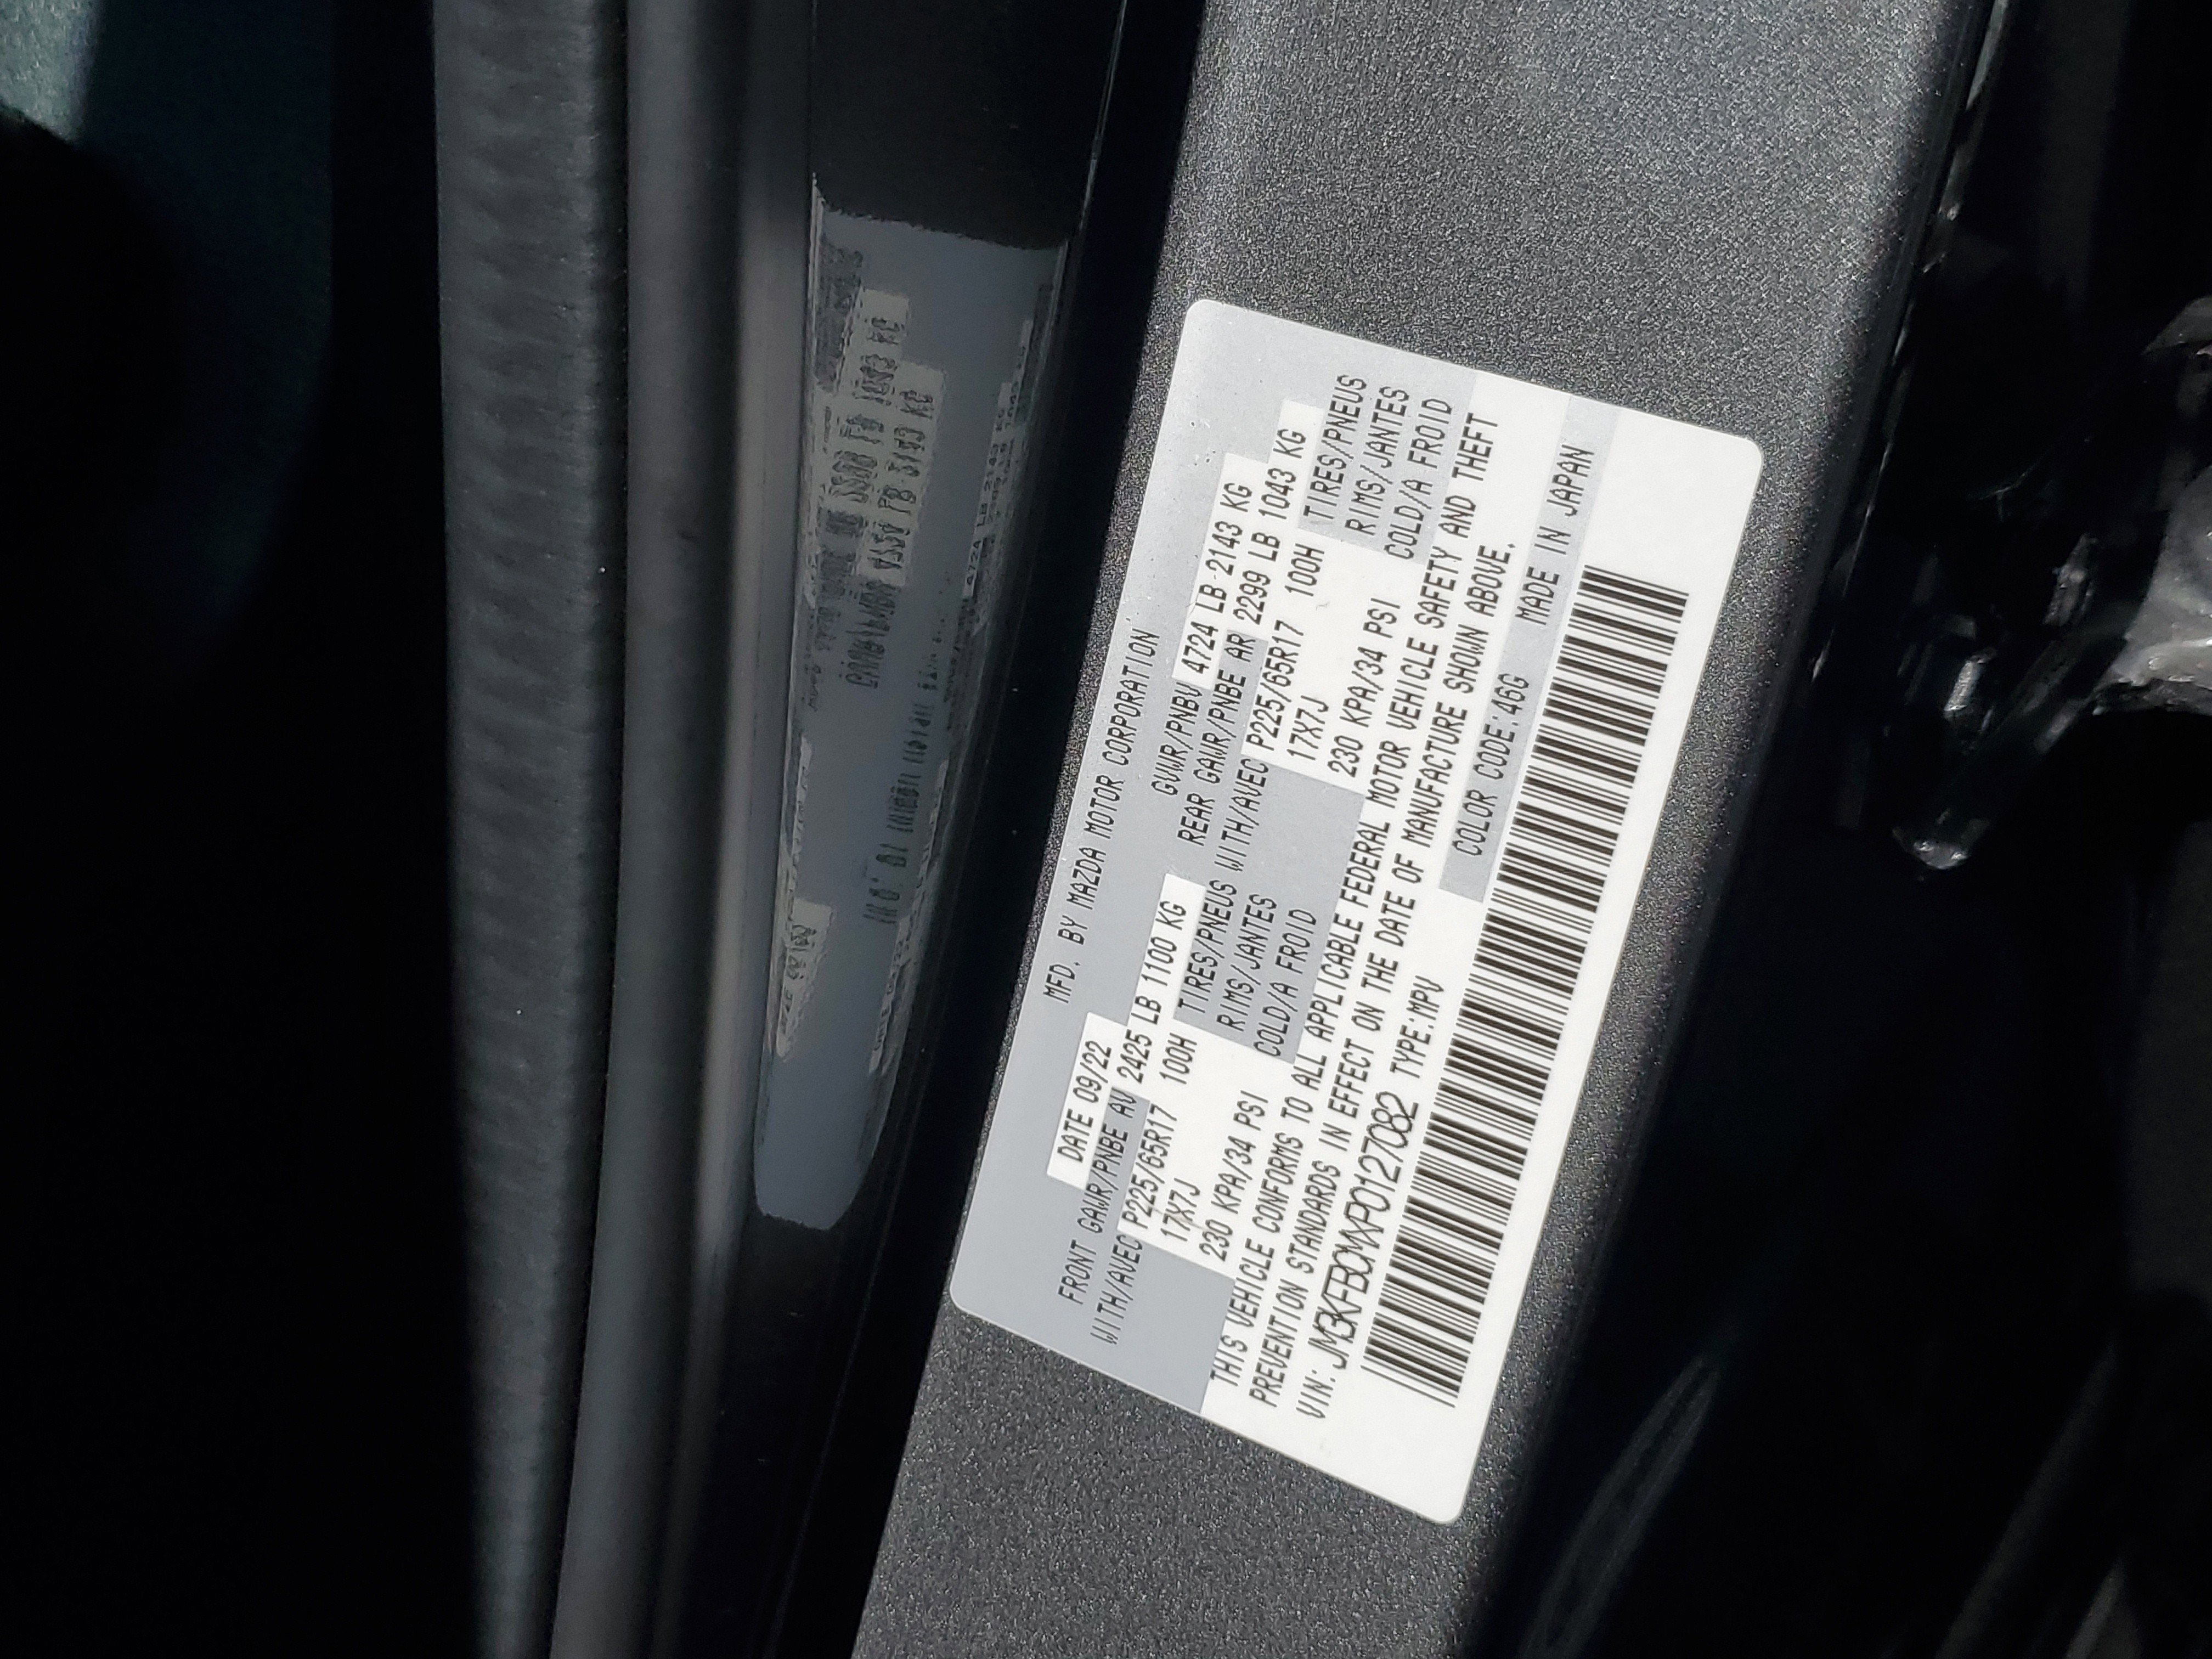 MFD. BY MAZDA MOTOR CORPORATION
DATE 09/22 GVWR/PNBV 4724 LB 2143 KG
FRONT GAWR/PNBE AV 2425 LB 1100 KG REAR GAWR/PNBE AR 2299 LB 1043 KG
WITH/AVEC P225/65R17 100H TIRES/PNEUS WITH/AVEC P225/65R17 100H TIRES/PNEUS
17X7J RIMS/JANTES 17X7J RIMS/JANTES
230 KPA/34 PSI COLD/A FROID 230 KPA/34 PSI COLD/A FROID
THIS VEHICLE CONFORMS TO ALL APPLICABLE FEDERAL MOTOR VEHICLE SAFETY AND THEFT
PREVENTION STANDARDS IN EFFECT ON THE DATE OF MANUFACTURE SHOWN ABOVE.
VIN: JM3KFBCMXP0127082 TYPE:MPV COLOR CODE:46G MADE IN JAPAN